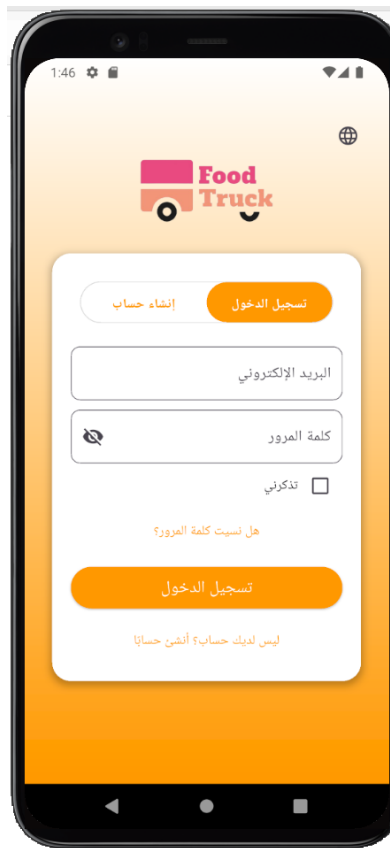 1:46
Food
Truck
تسجيل الدخول
إنشاء حساب
البريد الإلكتروني
كلمة المرور
تذكرني
هل نسيت كلمة المرور؟
تسجيل الدخول
ليس لديك حساب؟ أنشئ حسابًا